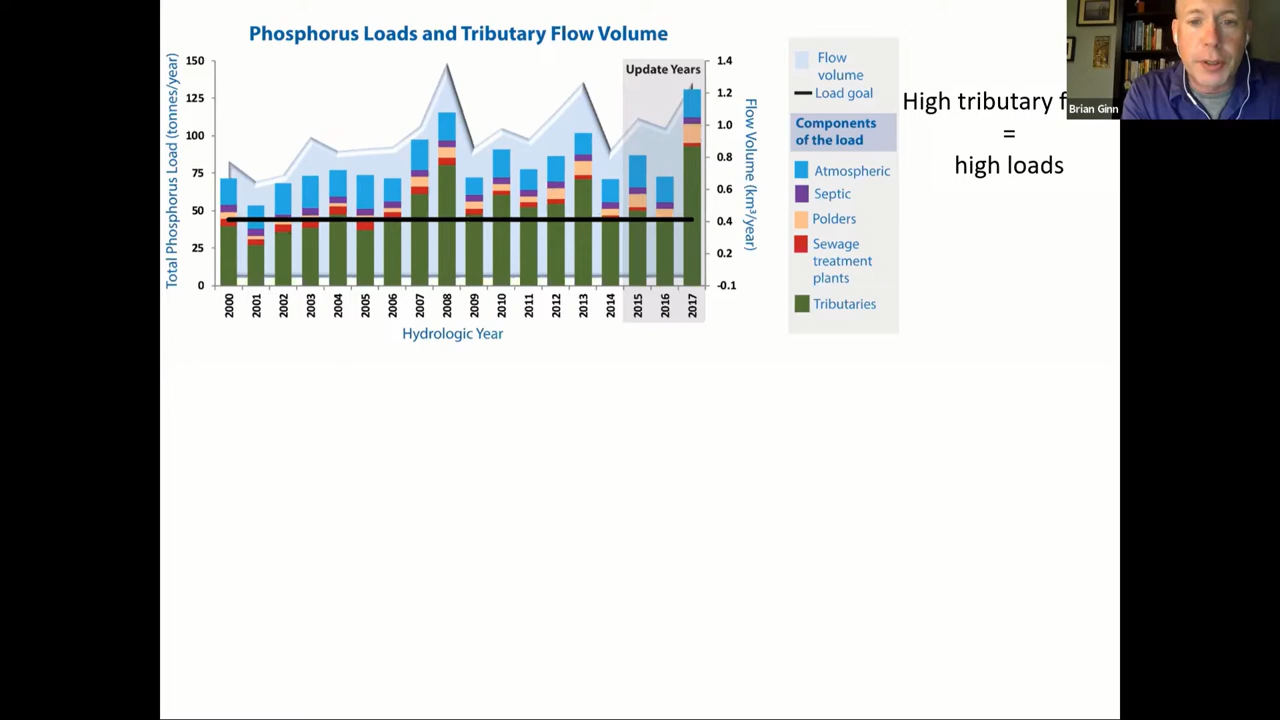 Phosphorus Loads and Tributary Flow Volume
Total Phosphorus Load (tonnes/year)
150
125
100
75
50
25
0
Update Years
1.4
1.2
1.0
0.8
0.6
0.4
0.2
-0.1
Flow Volume (km³/year)
2000 2001 2002 2003 2004 2005 2006 2007 2008 2009 2010 2011 2012 2013 2014 2015 2016 2017
Hydrologic Year
Flow
volume
Load goal
Components
of the load
Atmospheric
Septic
Polders
Sewage
treatment
plants
Tributaries
High tributary
=
high loads
Brian Ginn